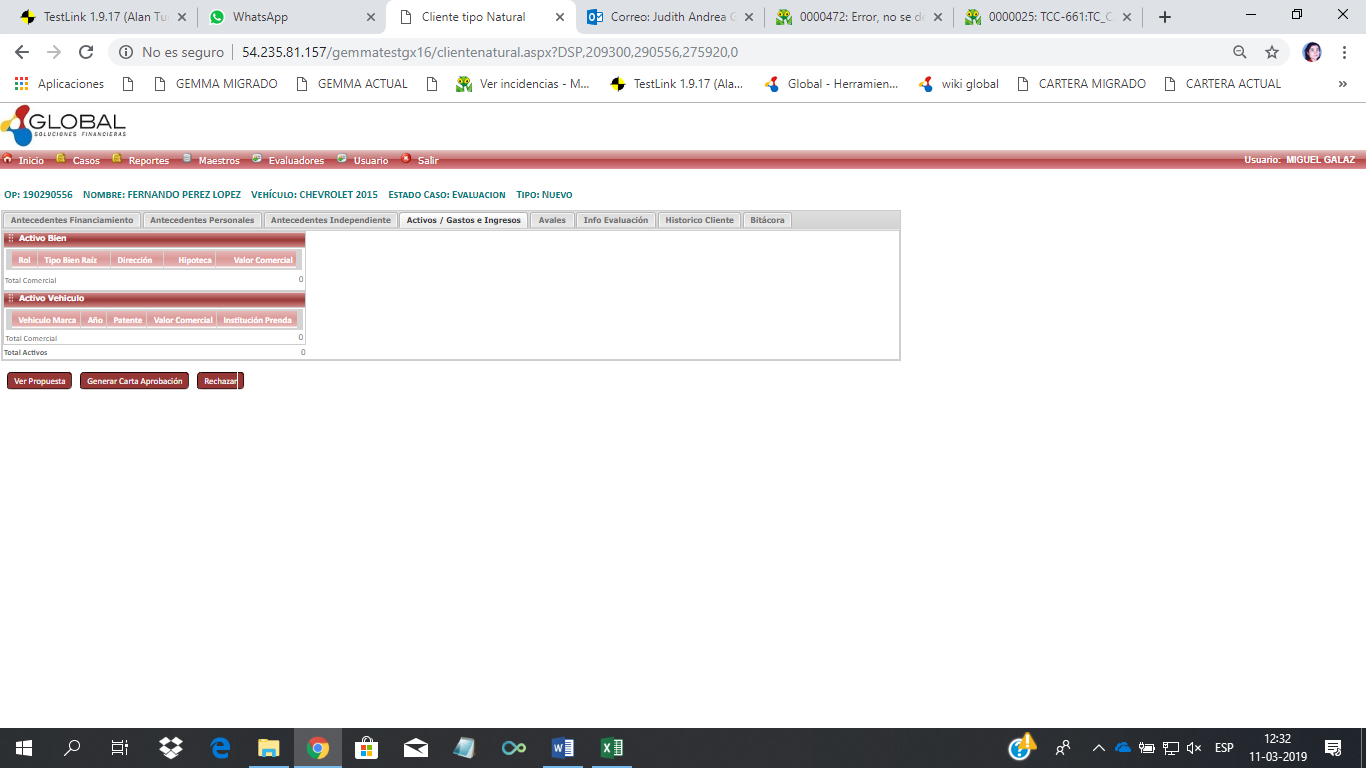 TestLink 1.9.17 (Alan Tu
WhatsApp
Cliente tipo Natural
Correo: Judith Andrea G
0000472: Error, no se de
0000025: TCC-661:TC_C
No es seguro | 54.235.81.157/gemmatestgx16/clientenatural.aspx?DSP,209300,290556,275920,0
Aplicaciones
GEMMA MIGRADO
GEMMA ACTUAL
Ver incidencias - M...
TestLink 1.9.17 (Ala...
Global - Herramien...
wiki global
CARTERA MIGRADO
CARTERA ACTUAL
»
GLOBAL
SOLUCIONES FINANCIERAS
Inicio Casos Reportes Maestros Evaluadores Usuario Salir
Usuario: MIGUEL GALAZ
Op: 190290556 Nombre: FERNANDO PEREZ LOPEZ Vehículo: CHEVROLET 2015 Estado Caso: Evaluacion Tipo: Nuevo
Antecedentes Financiamiento
Antecedentes Personales
Antecedentes Independiente
Activos / Gastos e Ingresos
Avales
Info Evaluación
Historico Cliente
Bitácora
Activo Bien
Rol Tipo Bien Raíz Dirección Hipoteca Valor Comercial
Total Comercial 0
Activo Vehiculo
Vehiculo Marca Año Patente Valor Comercial Institución Prenda
Total Comercial 0
Total Activos 0
Ver Propuesta
Generar Carta Aprobación
Rechazar
ESP
12:32
11-03-2019